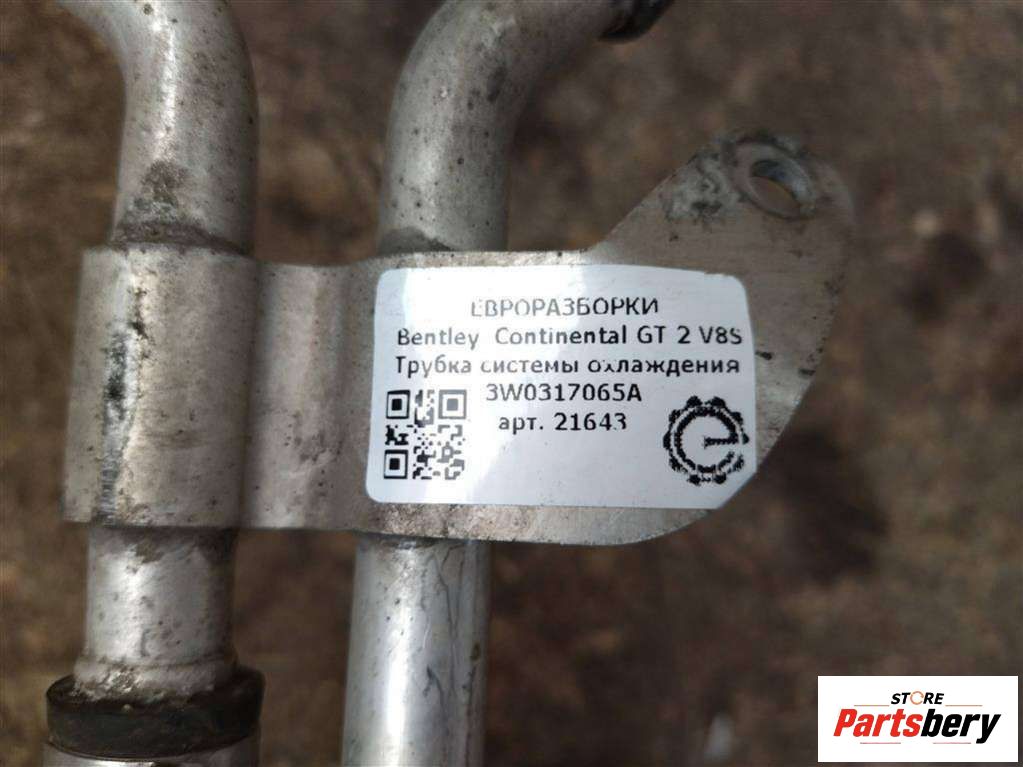 ЕВРОРАЗБОРКИ
Bentley Continental GT 2 V8S
Трубка системы охлаждения
3W0317065A
арт. 21643
STORE
Partsbery